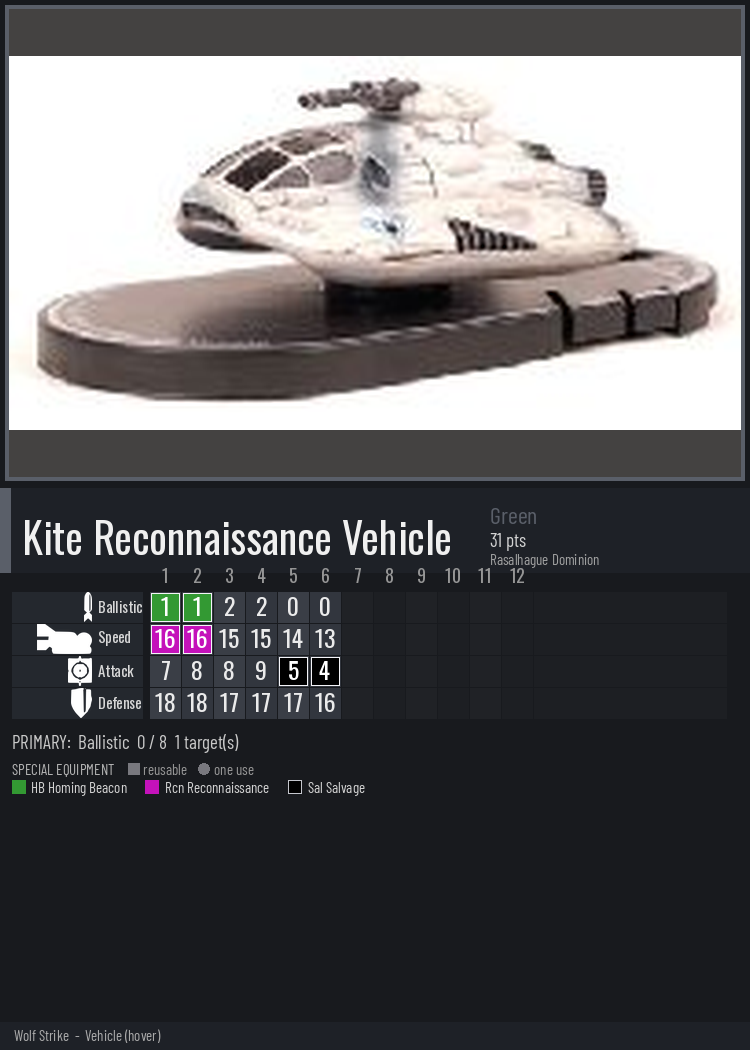 Kite Reconnaissance Vehicle
Green
31 pts
Rasalhague Dominion
1 2 3 4 5 6 7 8 9 10 11 12
Ballistic 1 1 2 2 0 0
Speed 16 16 15 15 14 13
Attack 7 8 8 9 5 4
Defense 18 18 17 17 17 16
PRIMARY: Ballistic 0 / 8 1 target(s)
SPECIAL EQUIPMENT reusable one use
HB Homing Beacon Rcn Reconnaissance Sal Salvage
Wolf Strike - Vehicle (hover)